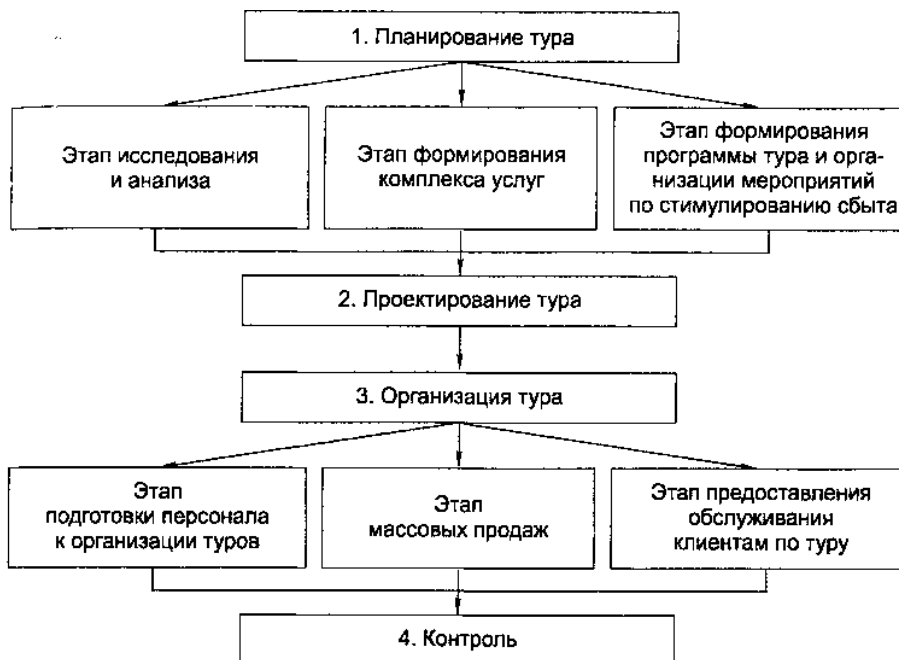 1. Планирование тура
Этап исследования
и анализа
Этап формирования
комплекса услуг
Этап формирования
программы тура и орга-
низации мероприятий
по стимулированию сбыта
2. Проектирование тура
3. Организация тура
Этап
подготовки персонала
к организации туров
Этап
массовых продаж
Этап предоставления
обслуживания
клиентам по туру
4. Контроль